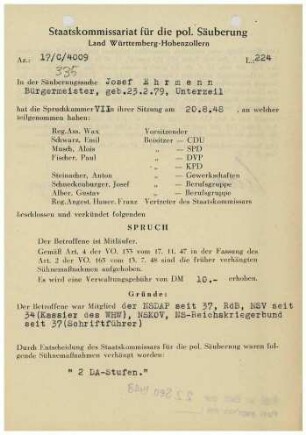 Staatskommissariat für die pol. Säuberung
Land Württemberg-Hohenzollern
Az.: 17/C/4009
L. 224
335
In der Säuberungssache Josef Ehrmann
Bürgermeister, geb.23.2.79, Unterzeil
hat die Spruchkammer VII in ihrer Sitzung am 20.8.48 , an welcher
teilgenommen haben:
Reg.Ass. Wax Vorsitzender
Schwarz, Emil Beisitzer — CDU
Musch, Alois „ — SPD
Fischer, Paul „ — DVP
„ — KPD
Steinacher, Anton „ — Gewerkschaften
Schneckenburger, Josef „ — Berufsgruppe
Alber, Gustav „ — Berufsgruppe
Reg.Angest. Hauer, Franz Vertreter des Staatskommissars
beschlossen und verkündet folgenden
SPRUCH
Der Betroffene ist Mitläufer.
Gemäß Art. 4 der VO. 133 vom 17. 11. 47 in der Fassung des
Art. 2 der VO. 165 vom 13. 7. 48 sind die früher verhängten
Sühnemaßnahmen aufgehoben.
Es wird eine Verwaltungsgebühr von DM 10.— erhoben.
Gründe:
Der Betroffene war Mitglied der NSDAP seit 37, RdB, NSV seit
34(Kassier des WHW), NSKOV, NS-Reichskriegerbund
seit 37(Schriftführer)
Durch Entscheidung des Staatskommissars für die pol. Säuberung waren fol-
gende Sühnemaßnahmen verhängt worden:
" 2 DA-Stufen."